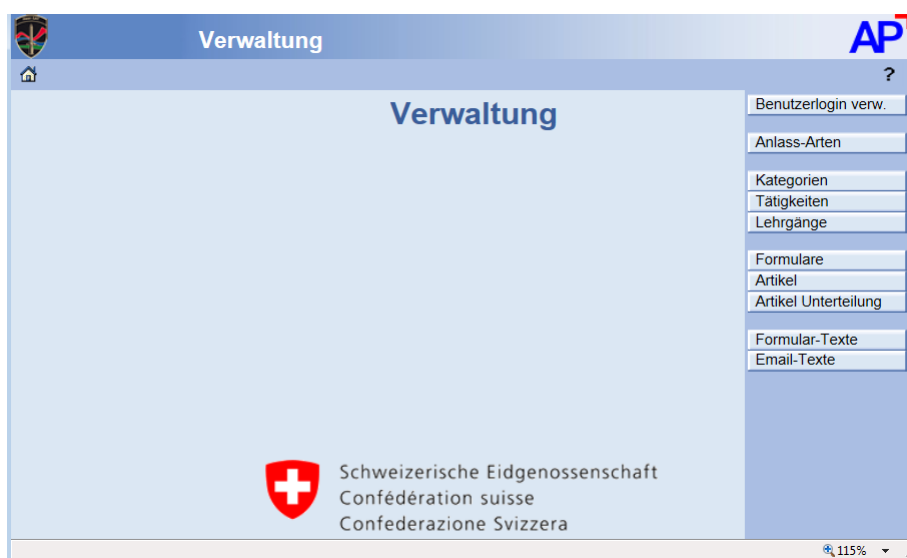 Verwaltung
AP
?
Verwaltung
Benutzerlogin verw.
Anlass-Arten
Kategorien
Tätigkeiten
Lehrgänge
Formulare
Artikel
Artikel Unterteilung
Formular-Texte
Email-Texte
Schweizerische Eidgenossenschaft
Confédération suisse
Confederazione Svizzera
115%